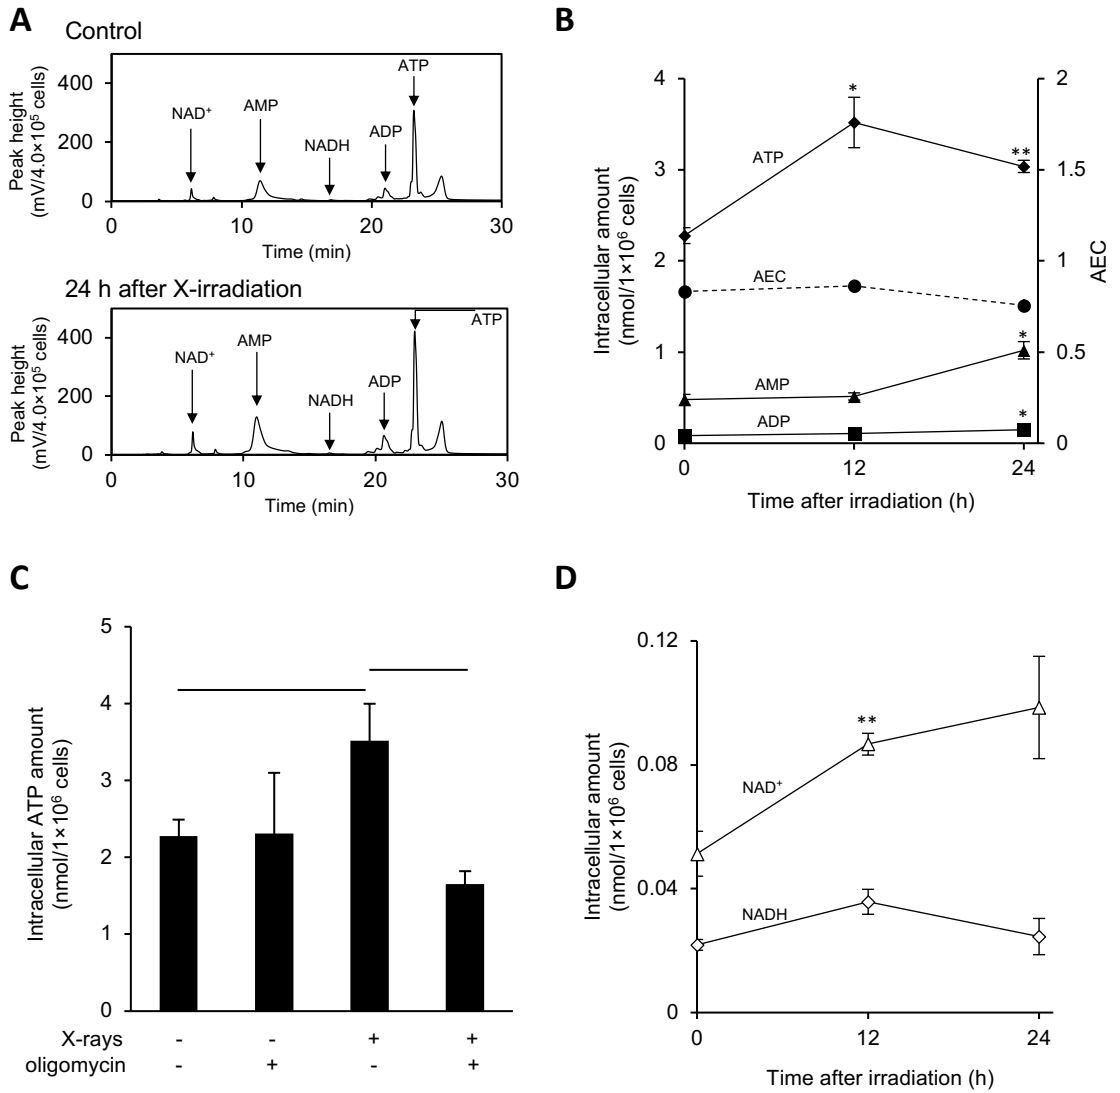 A
Control
Peak height
(mV/4.0×10⁵ cells)
400
200
0
NAD⁺
AMP
NADH
ADP
ATP
0 10 20 30
Time (min)
24 h after X-irradiation
Peak height
(mV/4.0×10⁵ cells)
400
200
0
NAD⁺
AMP
NADH
ADP
ATP
0 10 20 30
Time (min)
B
Intracellular amount
(nmol/1×10⁶ cells)
4
3
2
1
0
ATP
AEC
AMP
ADP
*
**
*
*
2
1.5
1
0.5
0
AEC
0 12 24
Time after irradiation (h)
C
Intracellular ATP amount
(nmol/1×10⁶ cells)
5
4
3
2
1
0
X-rays - - + +
oligomycin - + - +
D
Intracellular amount
(nmol/1×10⁶ cells)
0.12
0.08
0.04
0
**
NAD⁺
NADH
0 12 24
Time after irradiation (h)